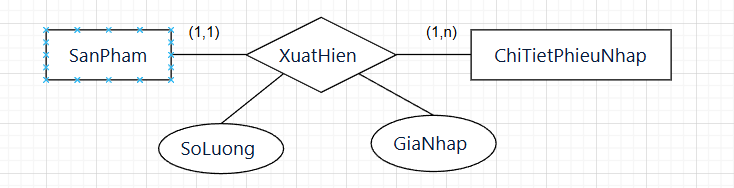 (1,1)
(1,n)
SanPham
XuatHien
ChiTietPhieuNhap
SoLuong
GiaNhap